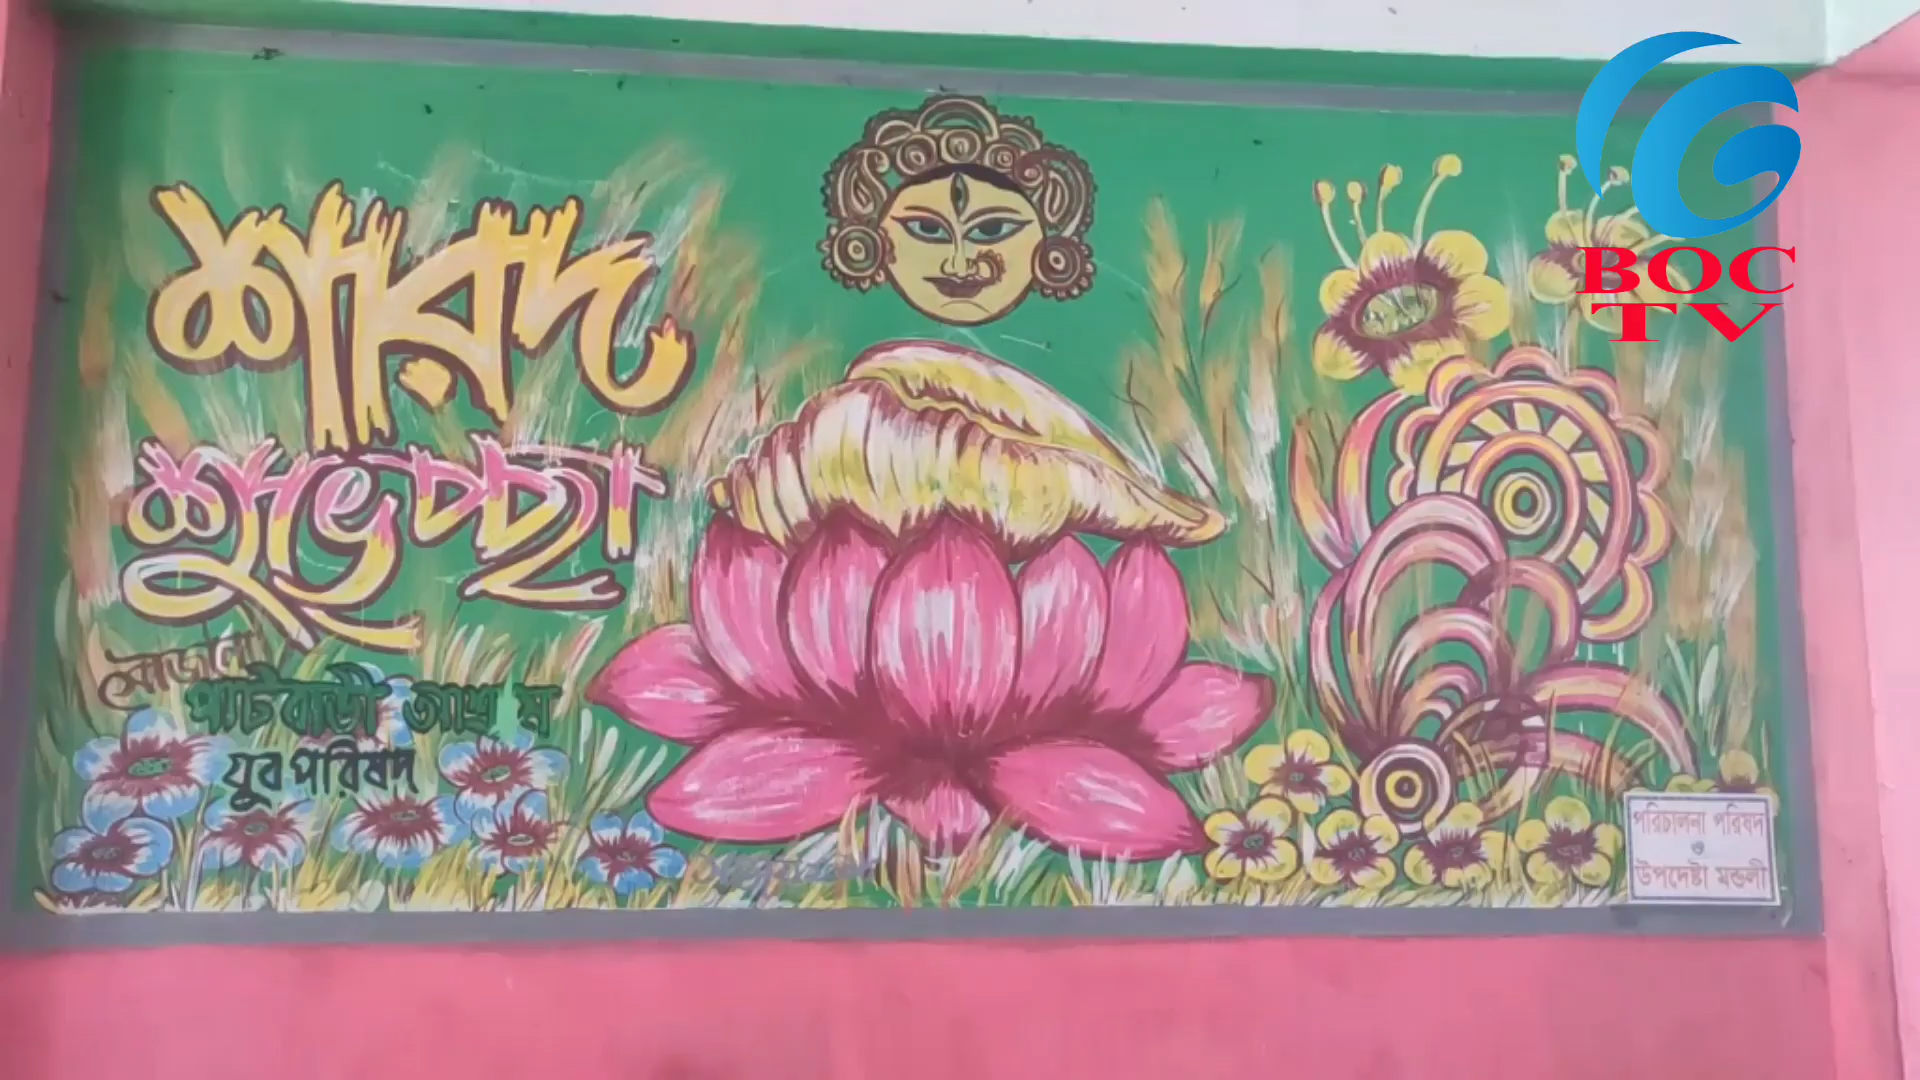 শারদ
শুভেচ্ছা
সৌজন্যে
পাটবাড়ী আশ্রম
যুব পরিষদ
পরিচালনা পরিষদ
ও
উপদেষ্টা মন্ডলী
BOC
TV